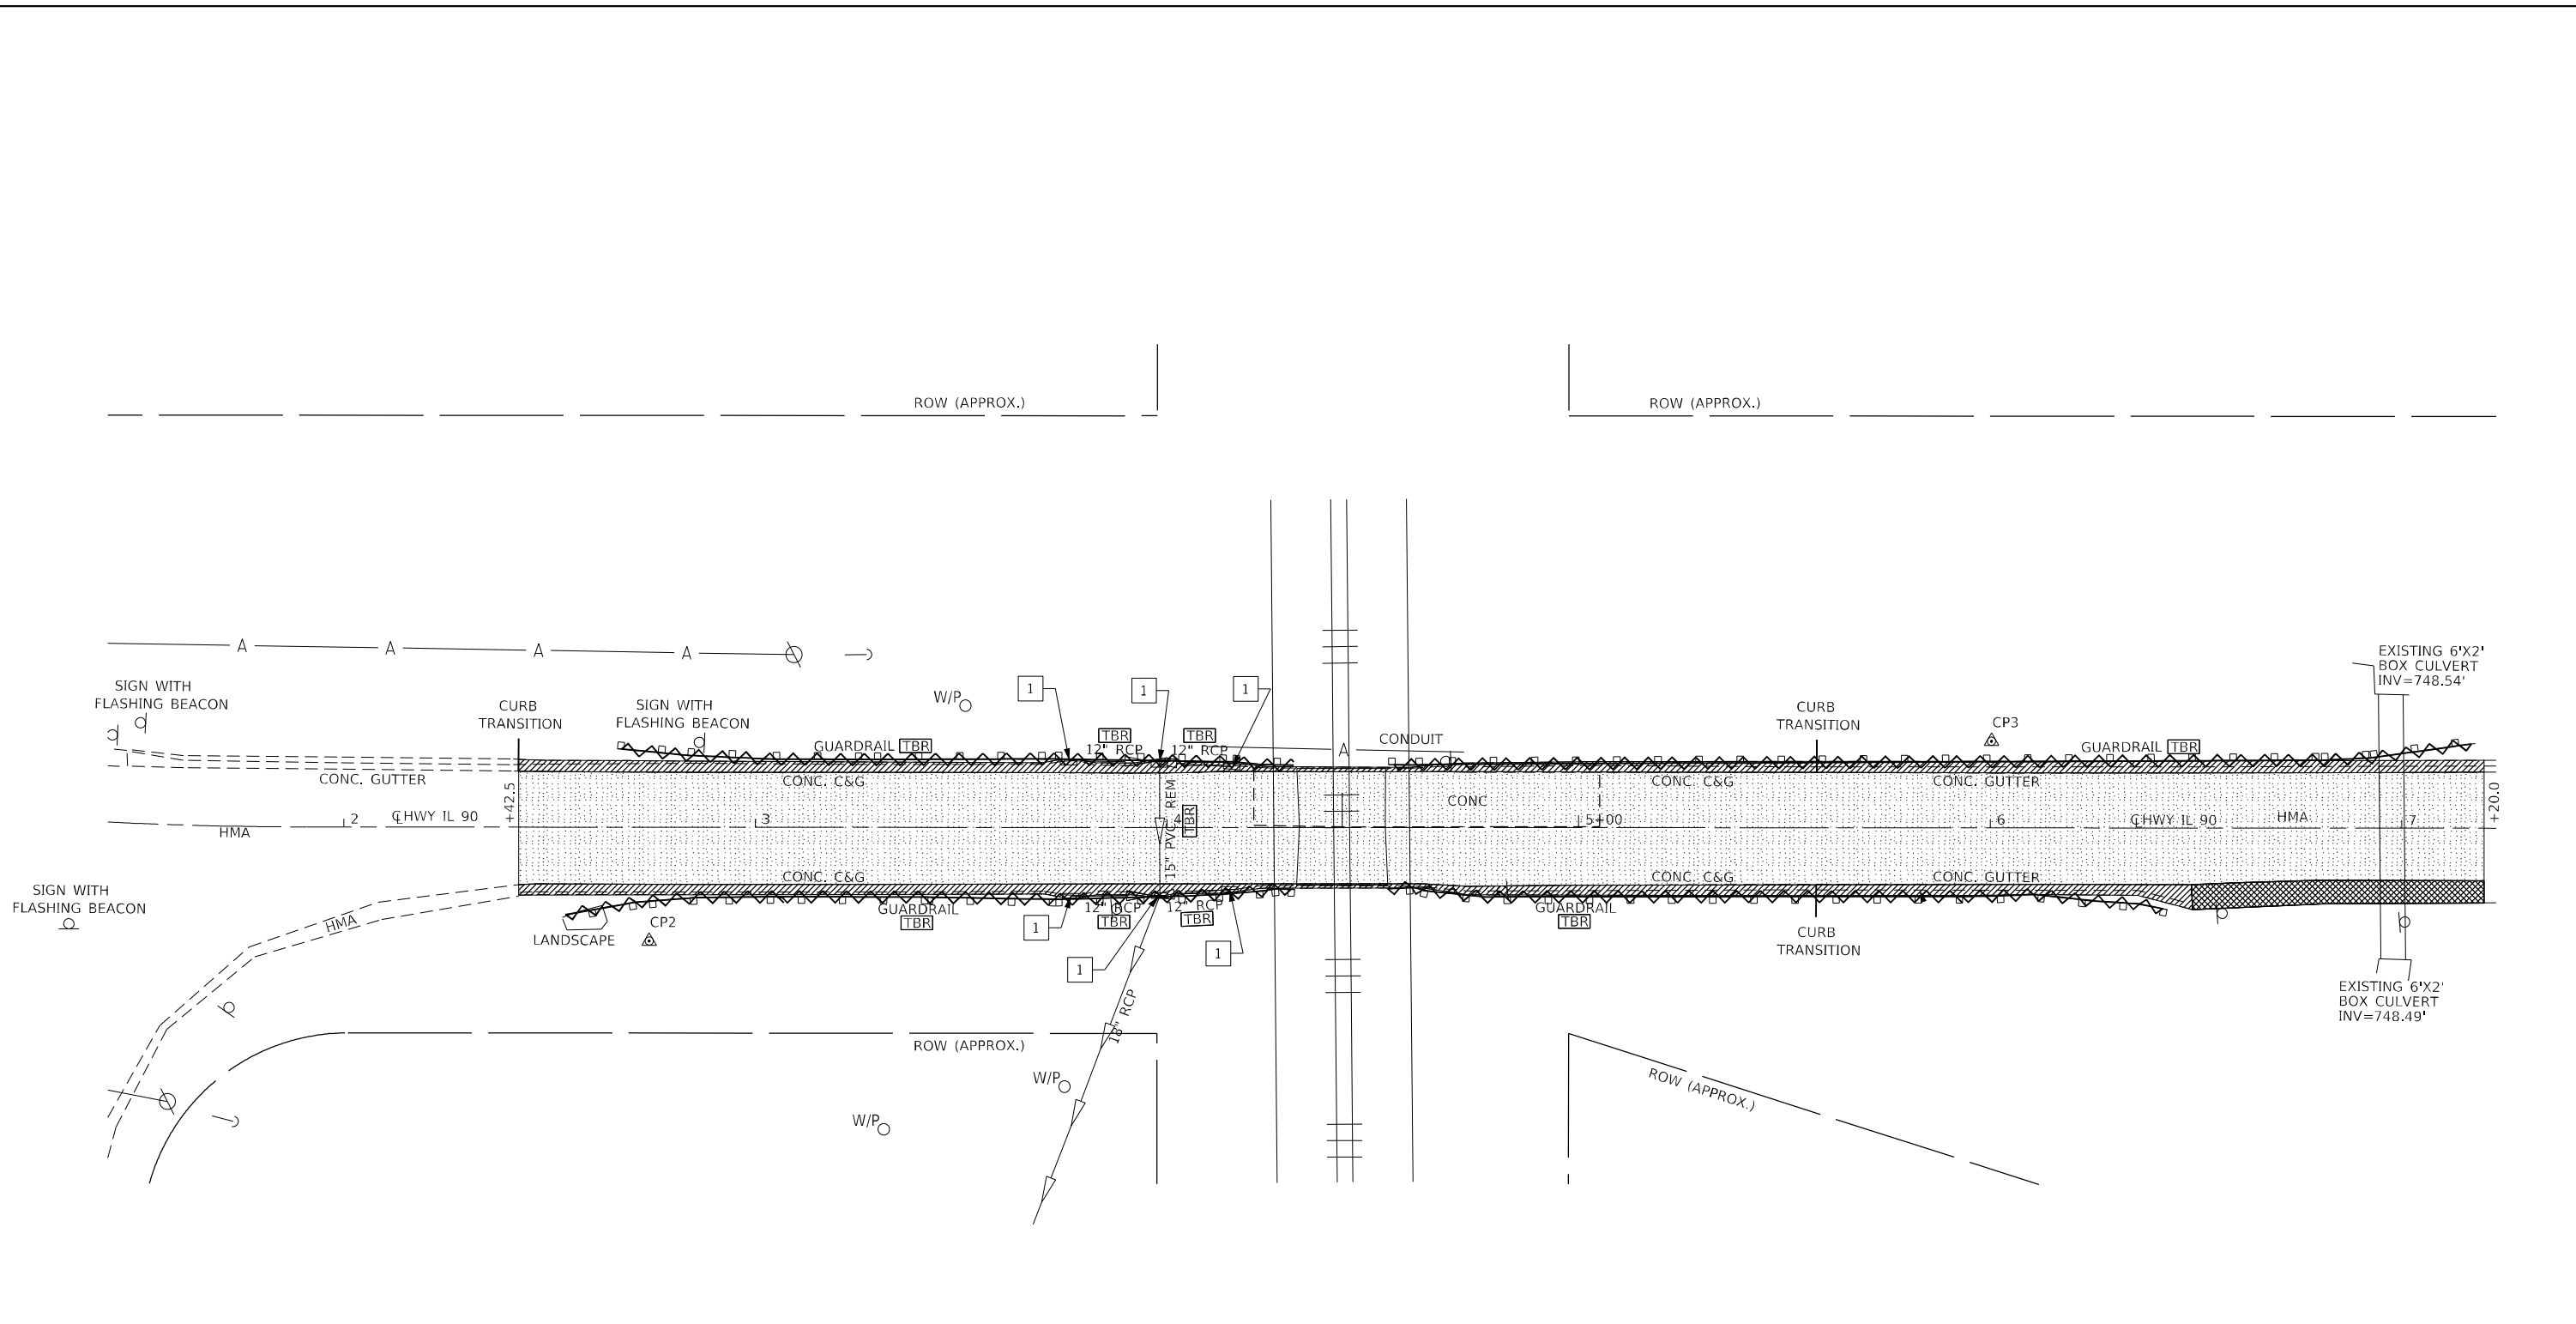 ROW (APPROX.)
ROW (APPROX.)
A
A
A
A
EXISTING 6'X2'
BOX CULVERT
INV=748.54'
SIGN WITH
FLASHING BEACON
CURB
TRANSITION
SIGN WITH
FLASHING BEACON
W/P
1
1
1
CURB
TRANSITION
CP3
TBR
TBR
GUARDRAIL TBR
12" RCP
12" RCP
A
CONDUIT
GUARDRAIL TBR
CONC. GUTTER
CONC. C&G
CONC. C&G
CONC. GUTTER
+42.5
15" PVC REM
TBR
CONC
+20.0
HMA
2
℄HWY IL 90
3
4
5+00
6
℄HWY IL 90
HMA
7
CONC. C&G
CONC. C&G
CONC. GUTTER
SIGN WITH
FLASHING BEACON
HMA
LANDSCAPE
CP2
GUARDRAIL
TBR
12" RCP
TBR
12" RCP
TBR
GUARDRAIL
TBR
1
1
1
CURB
TRANSITION
18" RCP
EXISTING 6'X2'
BOX CULVERT
INV=748.49'
ROW (APPROX.)
W/P
W/P
ROW (APPROX.)